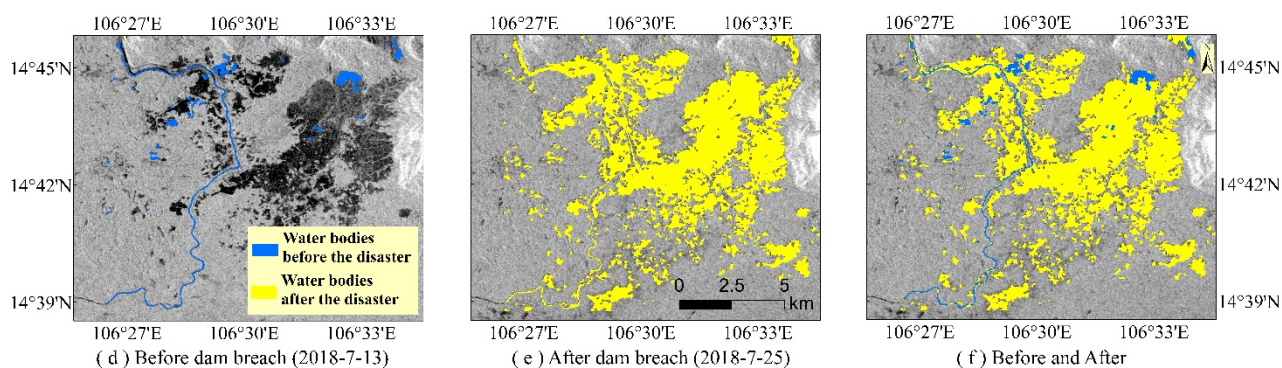 106°27'E 106°30'E 106°33'E
106°27'E 106°30'E 106°33'E
106°27'E 106°30'E 106°33'E
14°45'N
14°42'N
14°39'N
Water bodies
before the disaster
Water bodies
after the disaster
0 2.5 5
km
14°45'N
14°42'N
14°39'N
106°27'E 106°30'E 106°33'E
106°27'E 106°30'E 106°33'E
106°27'E 106°30'E 106°33'E
( d ) Before dam breach (2018-7-13)
( e ) After dam breach (2018-7-25)
( f ) Before and After